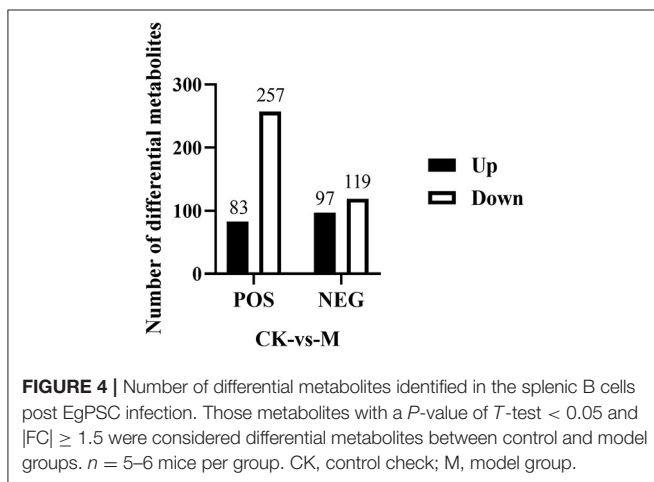 Number of differential metabolites
300
200
100
0
83
257
97
119
POS
NEG
CK-vs-M
Up
Down
FIGURE 4 | Number of differential metabolites identified in the splenic B cells
post EgPSC infection. Those metabolites with a P-value of T-test < 0.05 and
|FC| ≥ 1.5 were considered differential metabolites between control and model
groups. n = 5–6 mice per group. CK, control check; M, model group.